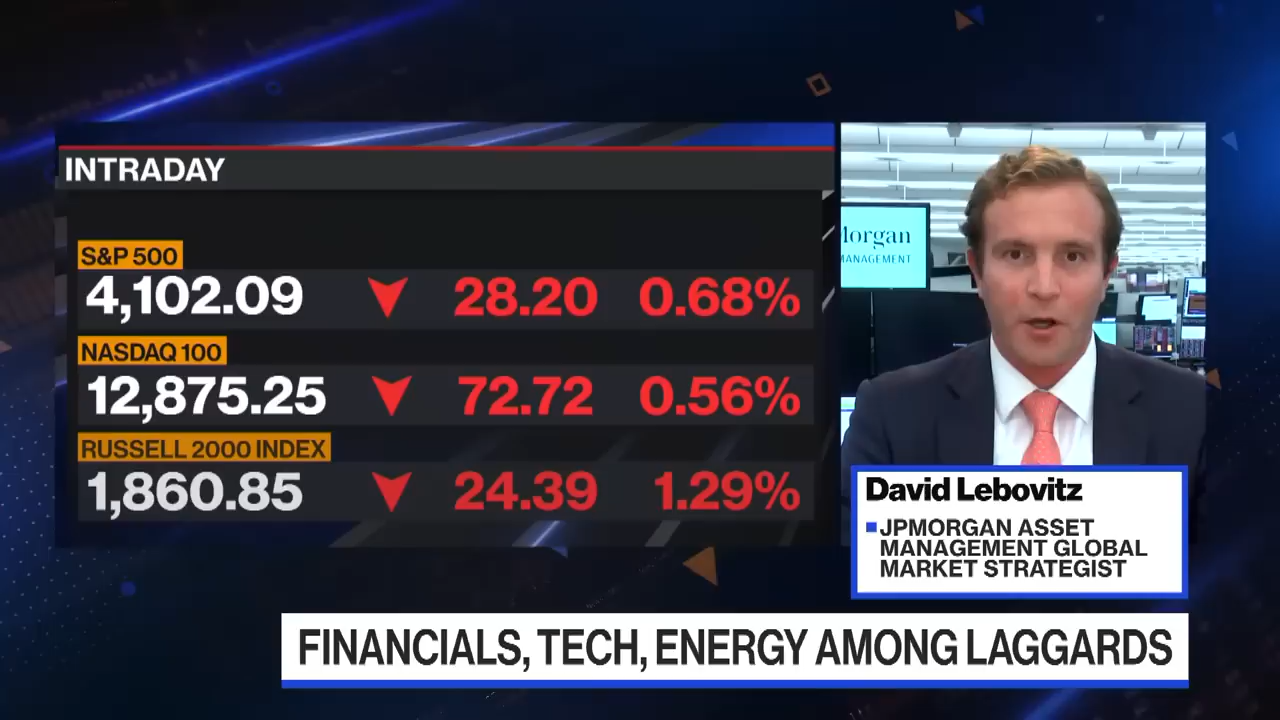 INTRADAY
S&P 500
4,102.09 ▼ 28.20 0.68%
NASDAQ 100
12,875.25 ▼ 72.72 0.56%
RUSSELL 2000 INDEX
1,860.85 ▼ 24.39 1.29%
Morgan
MANAGEMENT
David Lebovitz
JPMORGAN ASSET
MANAGEMENT GLOBAL
MARKET STRATEGIST
FINANCIALS, TECH, ENERGY AMONG LAGGARDS